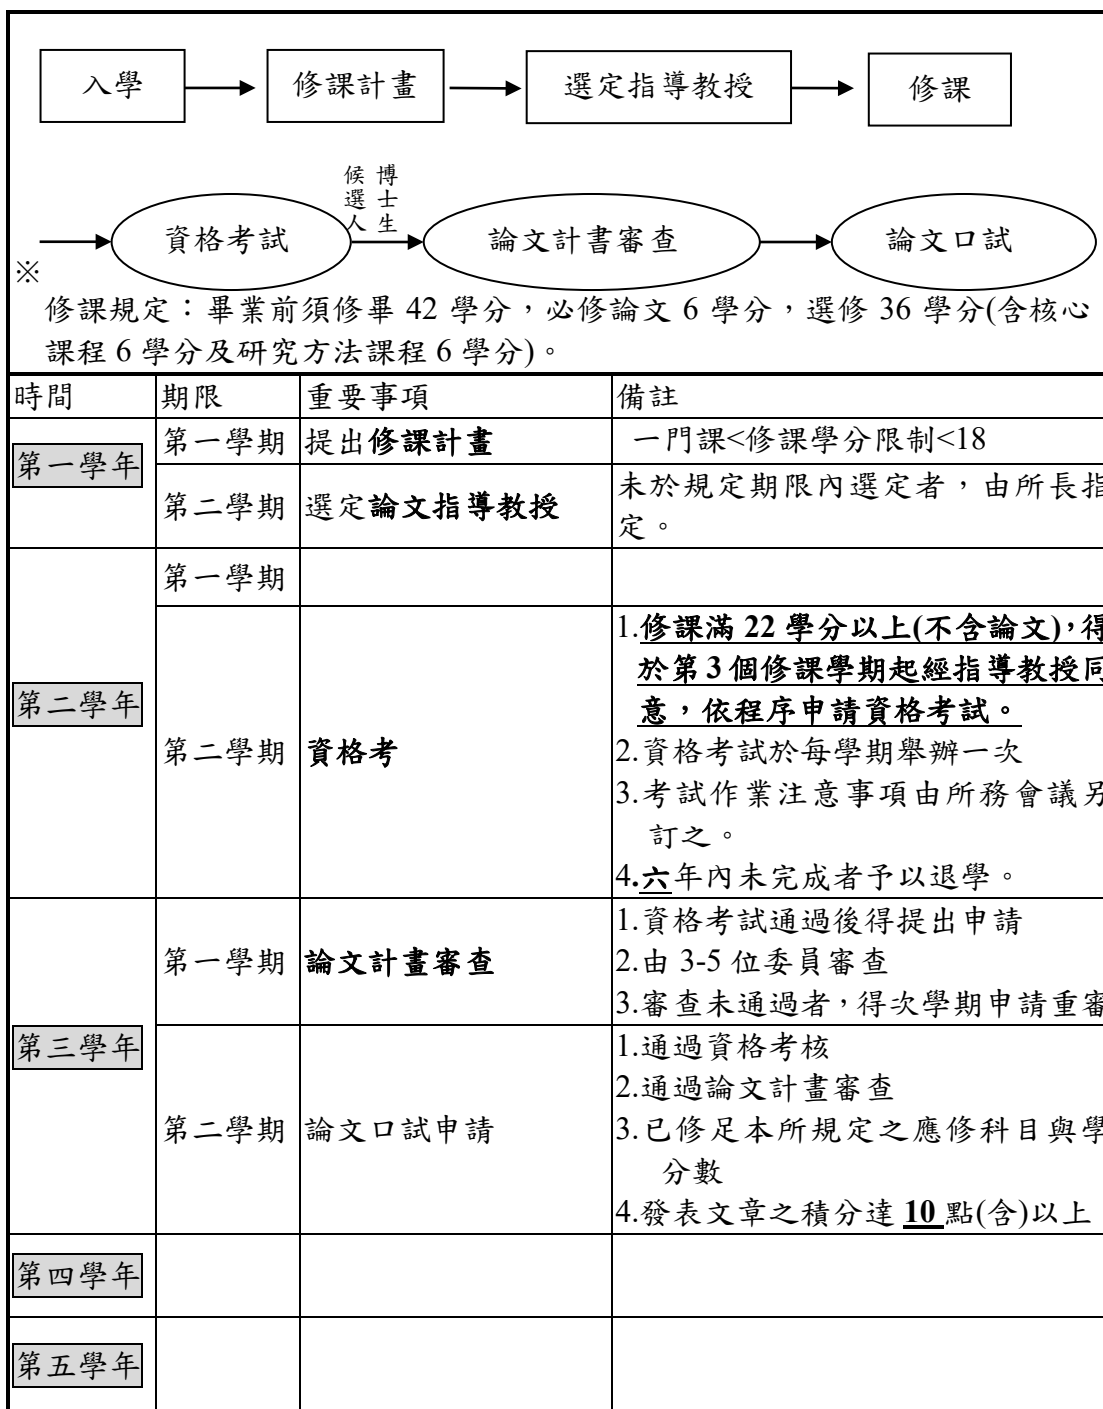 入學 修課計畫 選定指導教授 修課
博士生
候選人
資格考試 論文計書審查 論文口試
※
修課規定：畢業前須修畢 42 學分，必修論文 6 學分，選修 36 學分(含核心
課程 6 學分及研究方法課程 6 學分)。
時間 期限 重要事項 備註
第一學年
第一學期 提出修課計畫 一門課<修課學分限制<18
第二學期 選定論文指導教授 未於規定期限內選定者，由所長指
定。
第二學年
第一學期
第二學期 資格考
1.修課滿 22 學分以上(不含論文)，得
於第 3 個修課學期起經指導教授同
意，依程序申請資格考試。
2.資格考試於每學期舉辦一次
3.考試作業注意事項由所務會議另
訂之。
4.六年內未完成者予以退學。
第三學年
第一學期 論文計畫審查
1.資格考試通過後得提出申請
2.由 3-5 位委員審查
3.審查未通過者，得次學期申請重審
第二學期 論文口試申請
1.通過資格考核
2.通過論文計畫審查
3.已修足本所規定之應修科目與學
分數
4.發表文章之積分達 10 點(含)以上
第四學年
第五學年